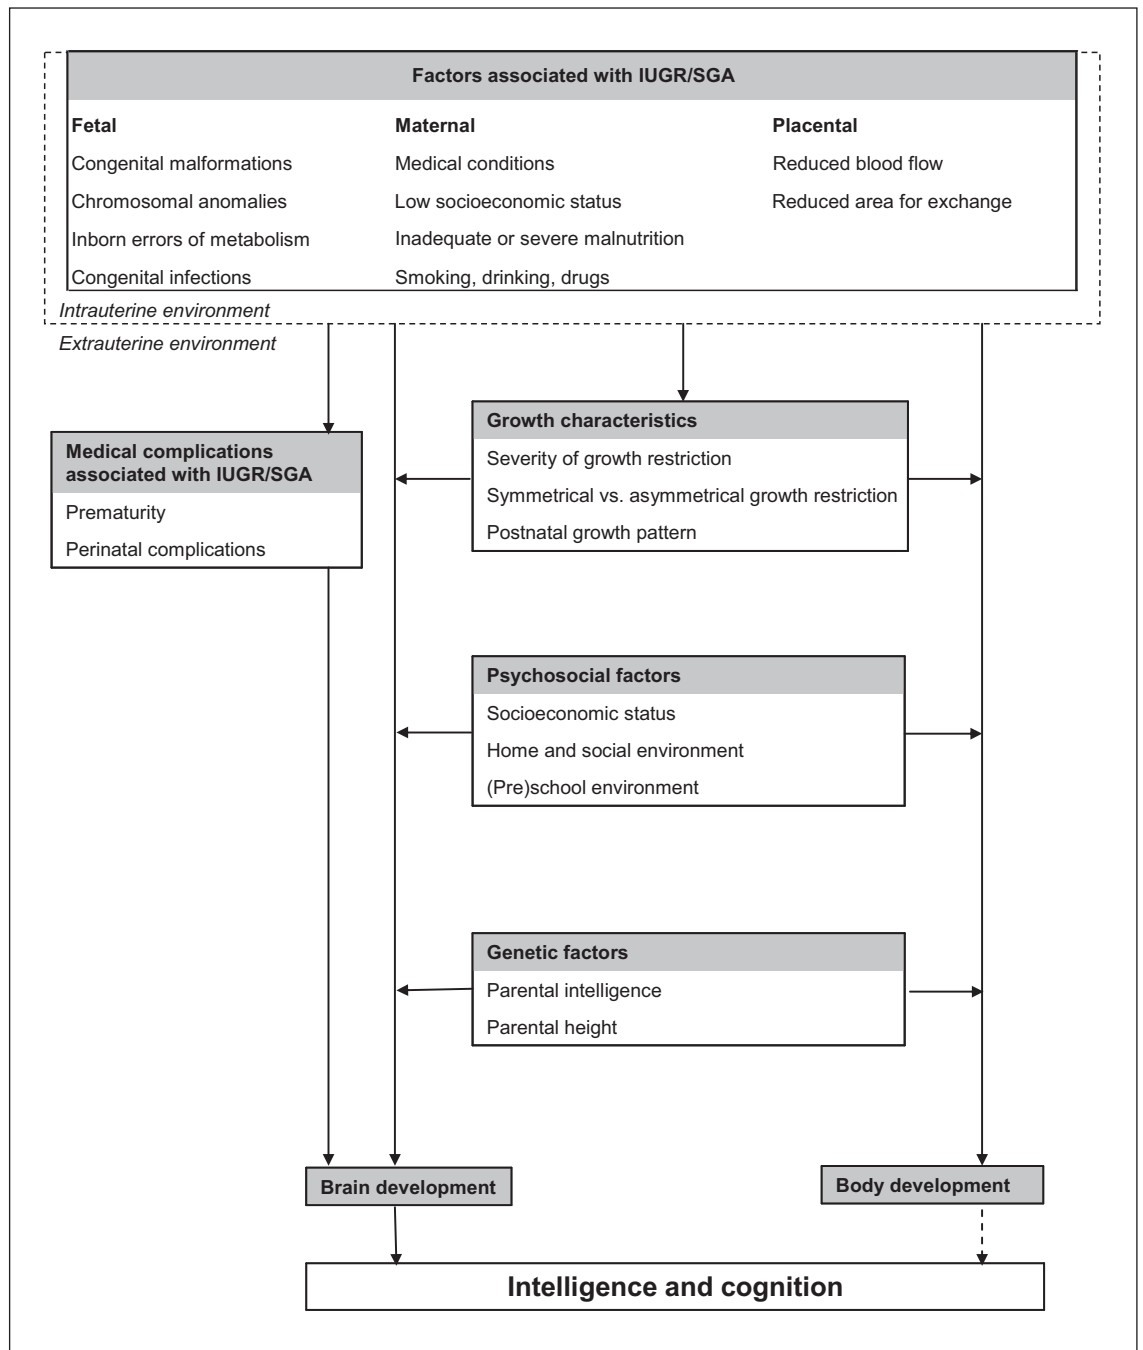 Factors associated with IUGR/SGA
Fetal
Congenital malformations
Chromosomal anomalies
Inborn errors of metabolism
Congenital infections
Maternal
Medical conditions
Low socioeconomic status
Inadequate or severe malnutrition
Smoking, drinking, drugs
Placental
Reduced blood flow
Reduced area for exchange
Intrauterine environment
Extrauterine environment
Medical complications
associated with IUGR/SGA
Prematurity
Perinatal complications
Growth characteristics
Severity of growth restriction
Symmetrical vs. asymmetrical growth restriction
Postnatal growth pattern
Psychosocial factors
Socioeconomic status
Home and social environment
(Pre)school environment
Genetic factors
Parental intelligence
Parental height
Brain development
Body development
Intelligence and cognition